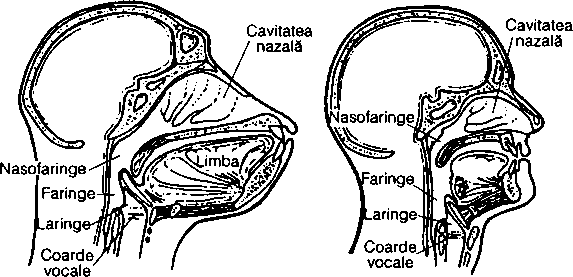 Cavitatea
nazală
Nasofaringe
Limba
Faringe
Laringe
Coarde
vocale
Cavitatea
nazală
Nasofaringe
Faringe
Laringe
Coarde
vocale